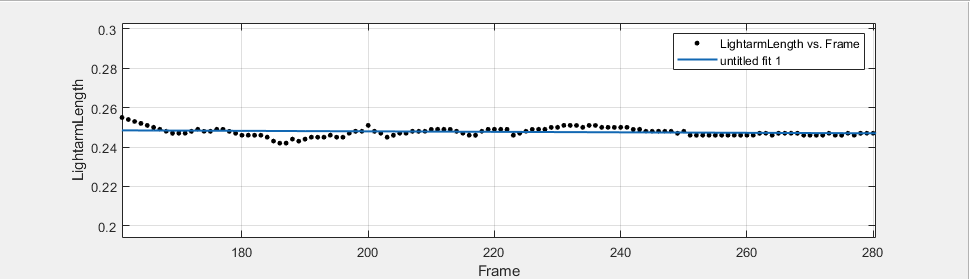 0.3
LightarmLength vs. Frame
untitled fit 1
0.28
0.26
0.24
0.22
0.2
LightarmLength
180 200 220 240 260 280
Frame